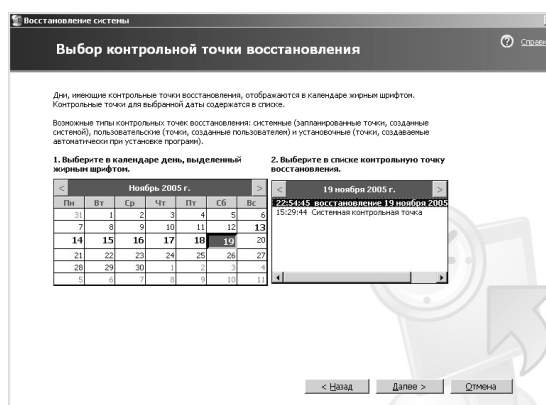 Восстановление системы
Выбор контрольной точки восстановления
Дни, имеющие контрольные точки восстановления, отображаются в календаре жирным шрифтом.
Контрольные точки для выбранной даты содержатся в списке.
Возможные типы контрольных точек восстановления: системные (запланированные точки, созданные
системой), пользовательские (точки, созданные пользователем) и установочные (точки, создаваемые
автоматически при установке программ).
1. Выберите в календаре день, выделенный
жирным шрифтом.
2. Выберите в списке контрольную точку
восстановления.
< Ноябрь 2005 г. >
Пн Вт Ср Чт Пт Сб Вс
31 1 2 3 4 5 6
7 8 9 10 11 12 13
14 15 16 17 18 19 20
21 22 23 24 25 26 27
28 29 30 1 2 3 4
5 6 7 8 9 10 11
< 19 ноября 2005 г. >
22:54:45 восстановление 19 ноября 2005
15:29:44 Системная контрольная точка
< Назад
Далее >
Отмена